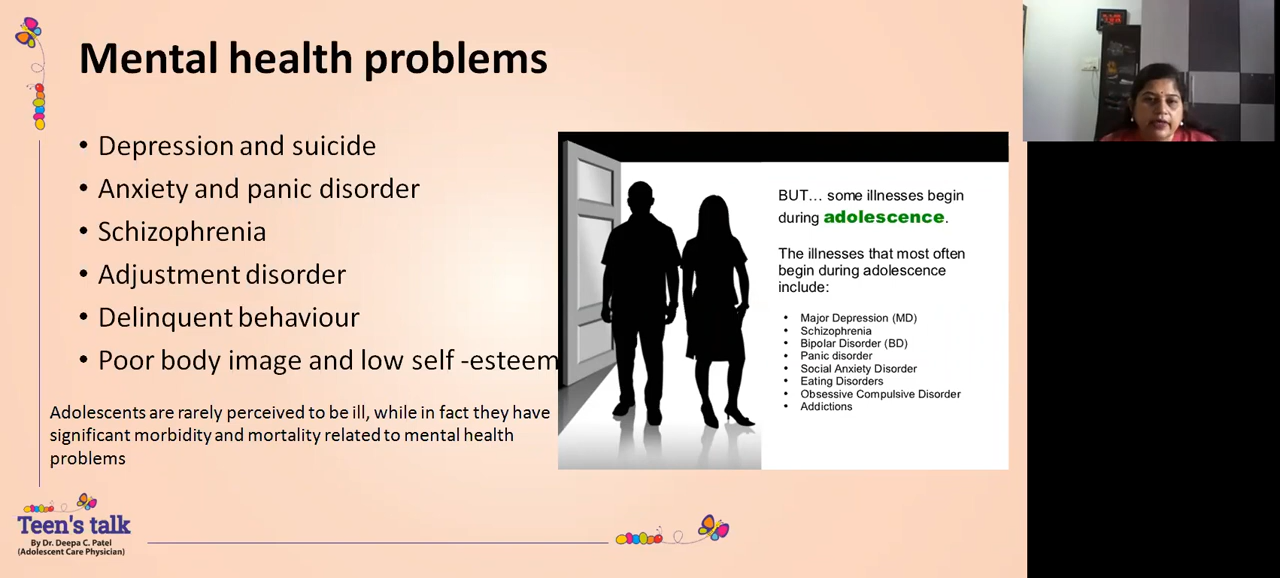 Mental health problems
• Depression and suicide
• Anxiety and panic disorder
• Schizophrenia
• Adjustment disorder
• Delinquent behaviour
• Poor body image and low self -esteem
Adolescents are rarely perceived to be ill, while in fact they have
significant morbidity and mortality related to mental health
problems
BUT… some illnesses begin
during adolescence.
The illnesses that most often
begin during adolescence
include:
• Major Depression (MD)
• Schizophrenia
• Bipolar Disorder (BD)
• Panic disorder
• Social Anxiety Disorder
• Eating Disorders
• Obsessive Compulsive Disorder
• Addictions
Teen's talk
By Dr. Deepa C. Patel
(Adolescent Care Physician)